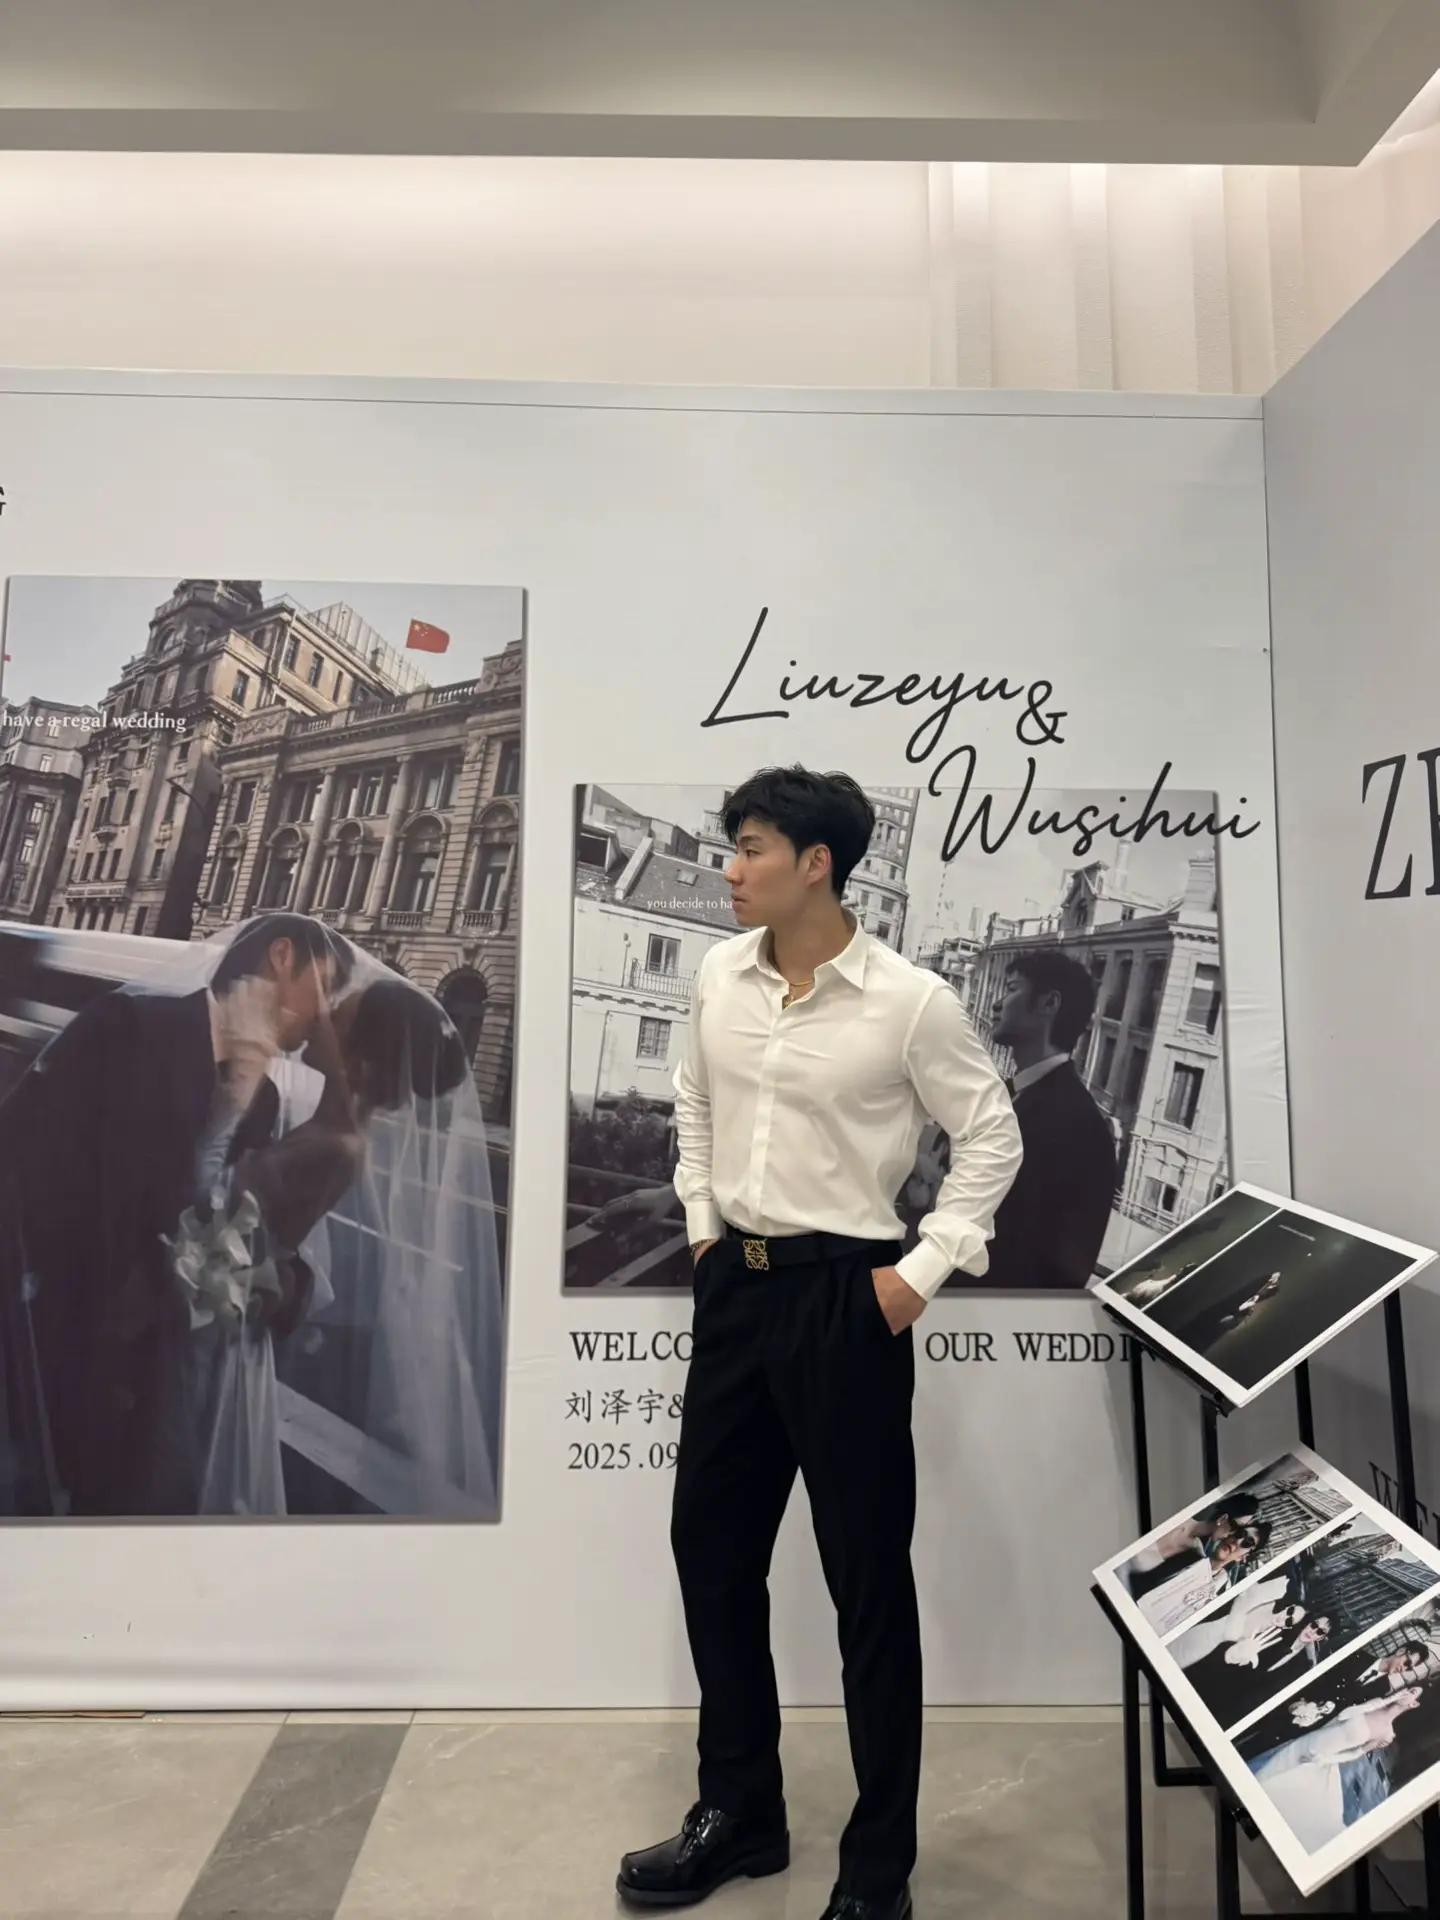 have a regal wedding
Liuzeyu &
Wusihui
you decide to ha
WELCO OUR WEDDIN
刘泽宇&
2025.09
ZE